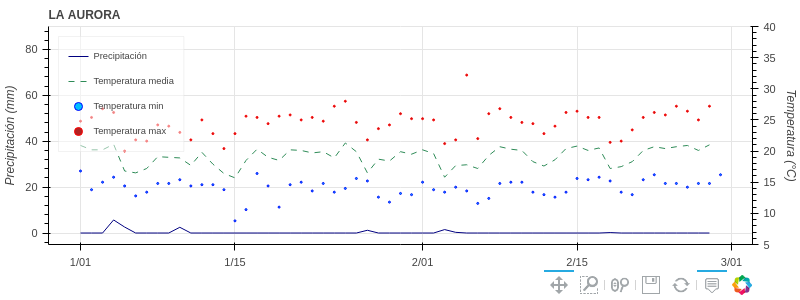 LA AURORA
Precipitación
Temperatura media
Temperatura min
Temperatura max
Precipitación (mm)
80
60
40
20
0
Temperatura (°C)
40
35
30
25
20
15
10
5
1/01
1/15
2/01
2/15
3/01